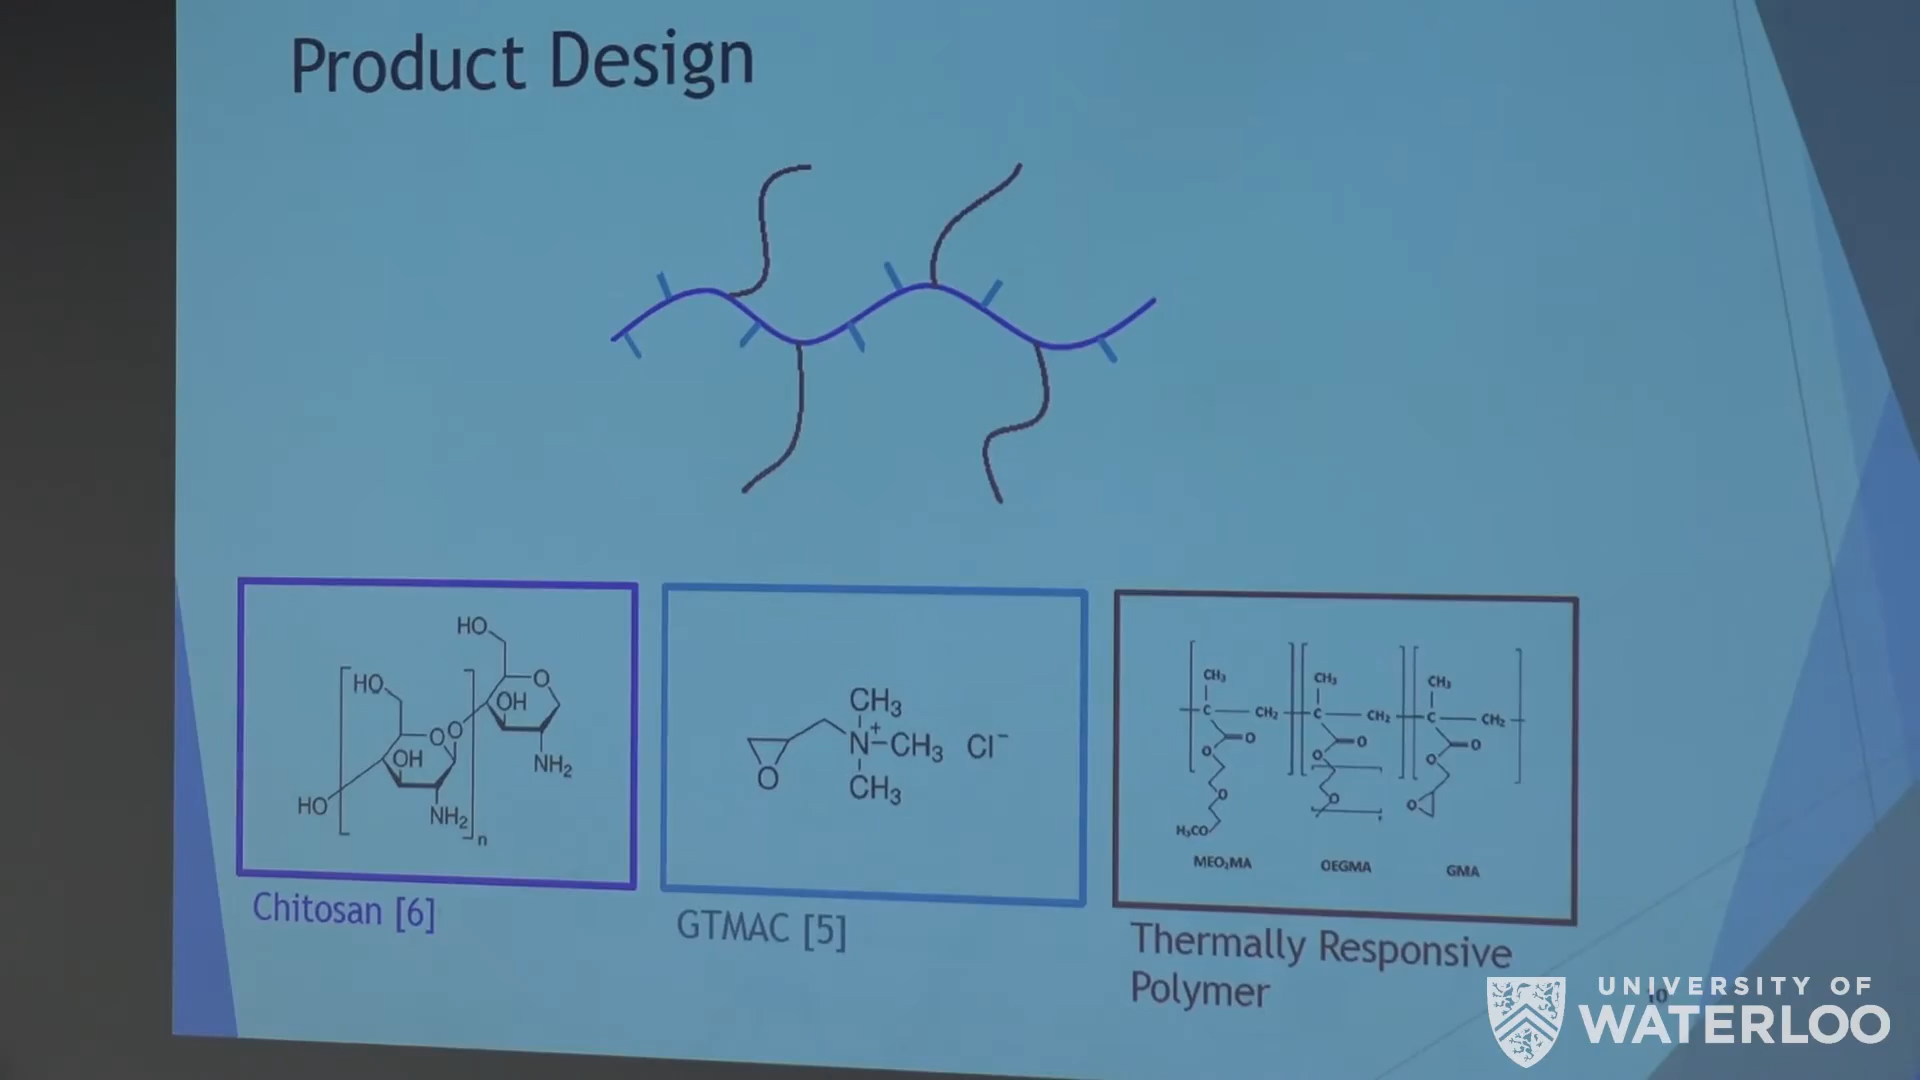 Product Design
HO
HO
O
OH
O
O
OH
NH2
HO
NH2
n
CH3
N+
CH3
Cl−
O
CH3
CH3
CH3
CH3
C
CH2
C
CH2
C
CH2
O
O
O
O
O
O
O
O
O
H3CO
MEO2MA
OEGMA
GMA
Chitosan [6]
GTMAC [5]
Thermally Responsive
Polymer
10
UNIVERSITY OF
WATERLOO